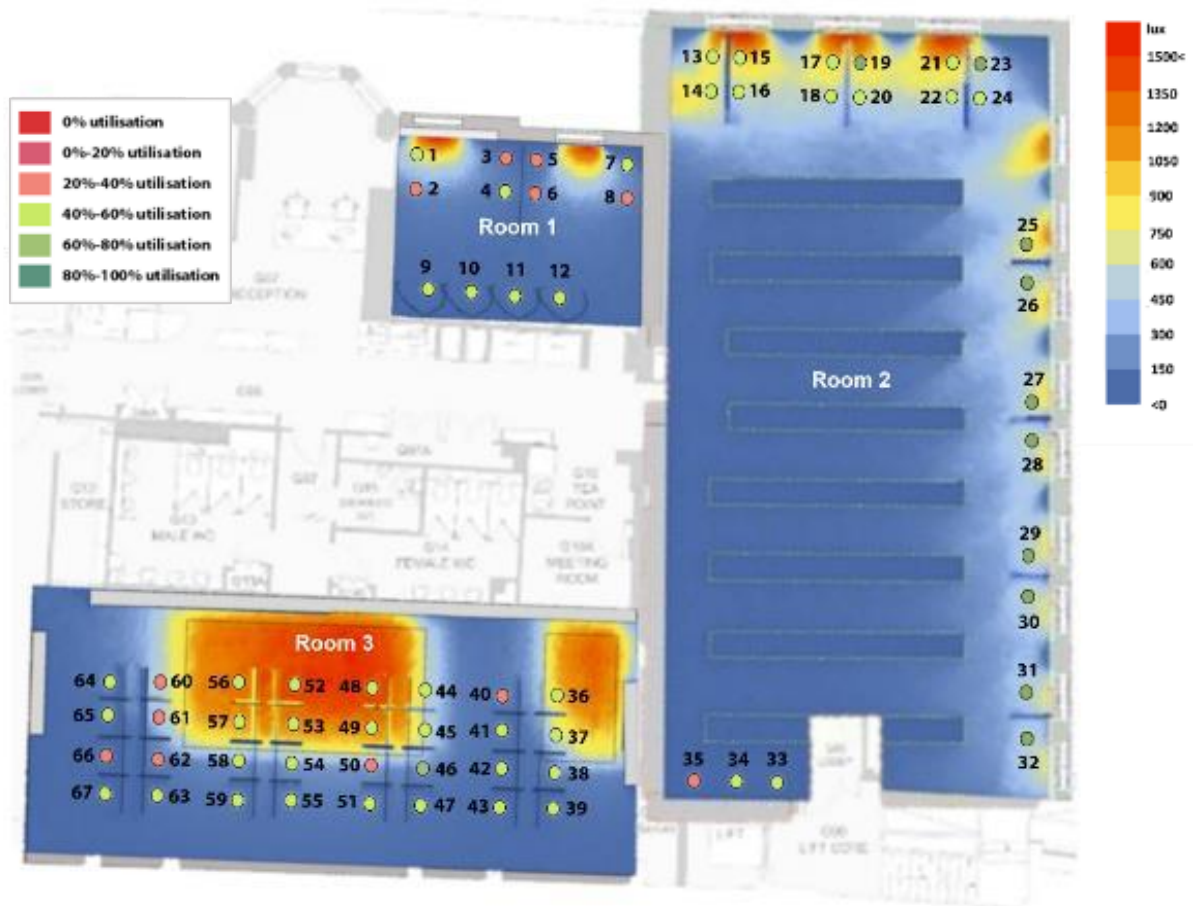 lux
1500<
1350
1200
1050
900
750
600
450
300
150
<0
0% utilisation
0%-20% utilisation
20%-40% utilisation
40%-60% utilisation
60%-80% utilisation
80%-100% utilisation
13 15 17 19 21 23
14 16 18 20 22 24
1 3 5 7
2 4 6 8
Room 1
9 10 11 12
25
26
RECEPTION
Room 2
27
28
STORE
MALE WC
FEMALE WC
TEA
POINT
MEETING
ROOM
29
30
Room 3
31
64 60 56 52 48 44 40 36
65 61 57 53 49 45 41 37
66 62 58 54 50 46 42 38
67 63 59 55 51 47 43 39
35 34 33
32
LIFT
LIFT CORE